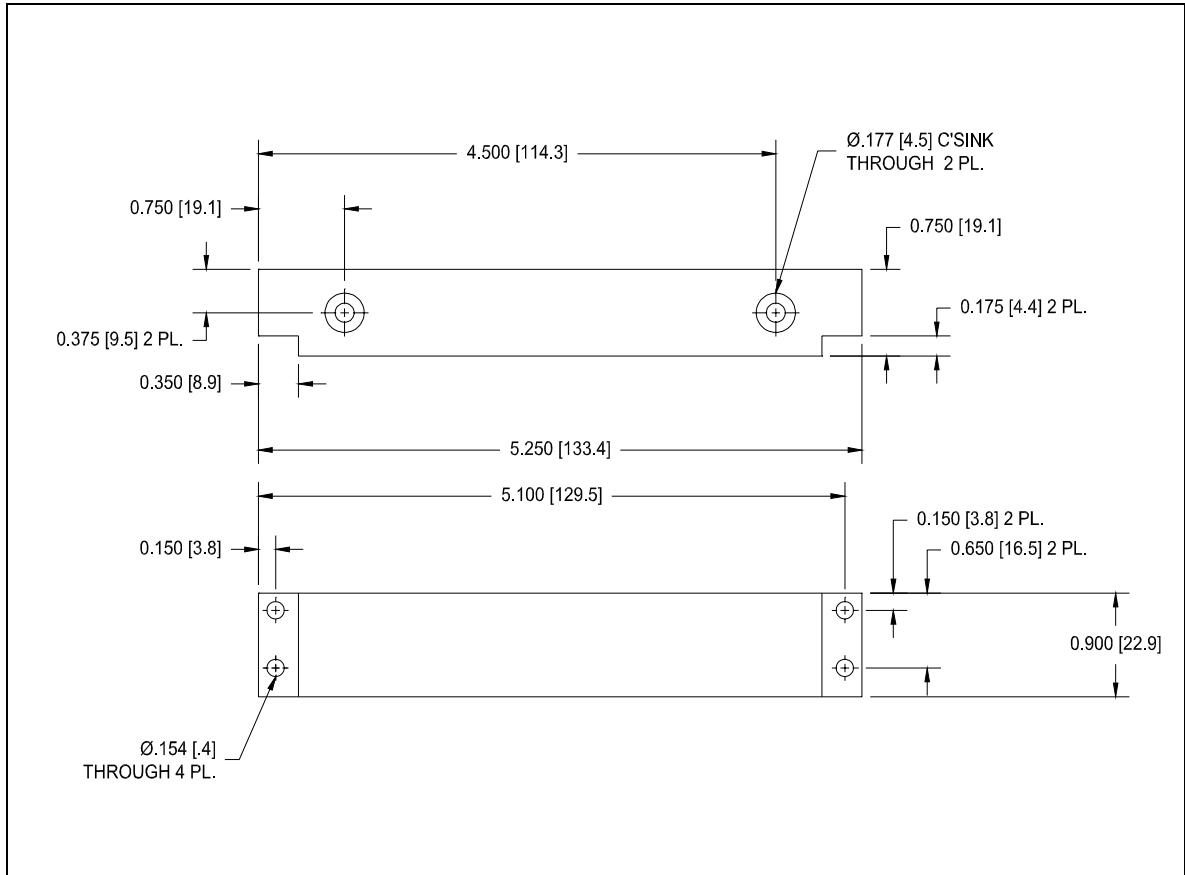 4.500 [114.3]
Ø.177 [4.5] C'SINK
THROUGH 2 PL.
0.750 [19.1]
0.750 [19.1]
0.175 [4.4] 2 PL.
0.375 [9.5] 2 PL.
0.350 [8.9]
5.250 [133.4]
5.100 [129.5]
0.150 [3.8] 2 PL.
0.150 [3.8]
0.650 [16.5] 2 PL.
0.900 [22.9]
Ø.154 [.4]
THROUGH 4 PL.